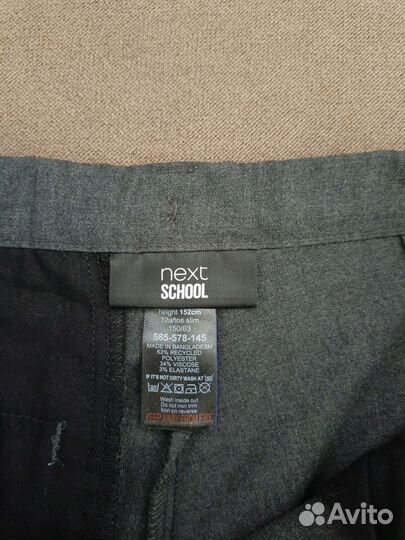 next
SCHOOL
height 152cm
12años slim
150/63
585-578-145
MADE IN BANGLADESH
63% RECYCLED
POLYESTER
34% VISCOSE
3% ELASTANE
IF IT'S NOT DIRTY WASH AT 30
Wash inside out
Do not iron trim
Iron on reverse
KEEP AWAY FROM FIRE
Avito